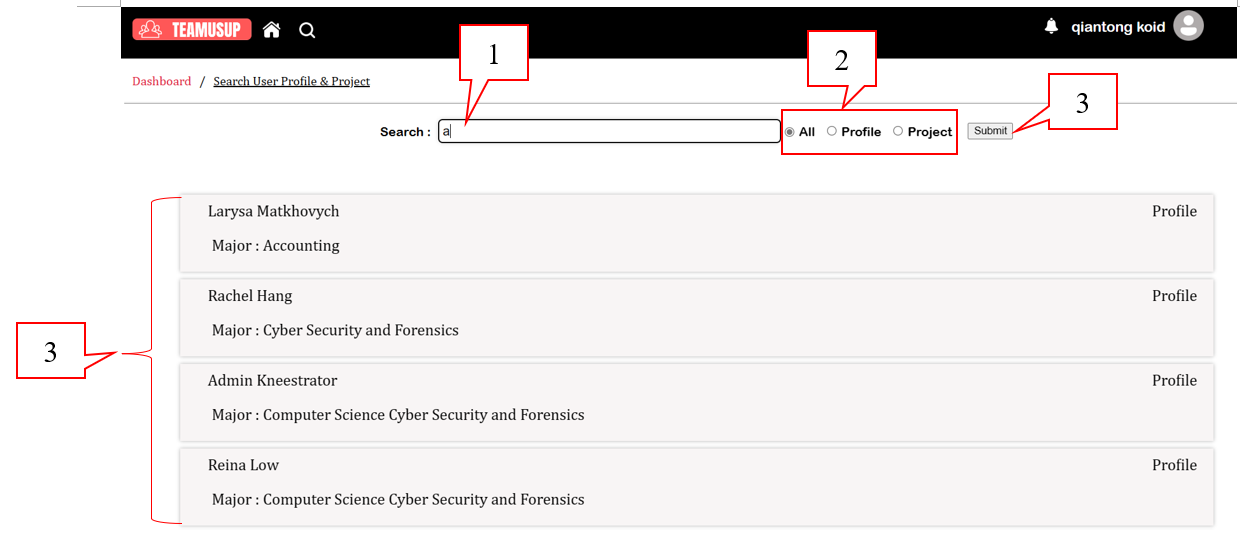 TEAMUSUP
qiantong koid
1
2
3
Dashboard / Search User Profile & Project
Search : a All Profile Project Submit
Larysa Matkhovych Profile
Major : Accounting
Rachel Hang Profile
Major : Cyber Security and Forensics
3
Admin Kneestrator Profile
Major : Computer Science Cyber Security and Forensics
Reina Low Profile
Major : Computer Science Cyber Security and Forensics